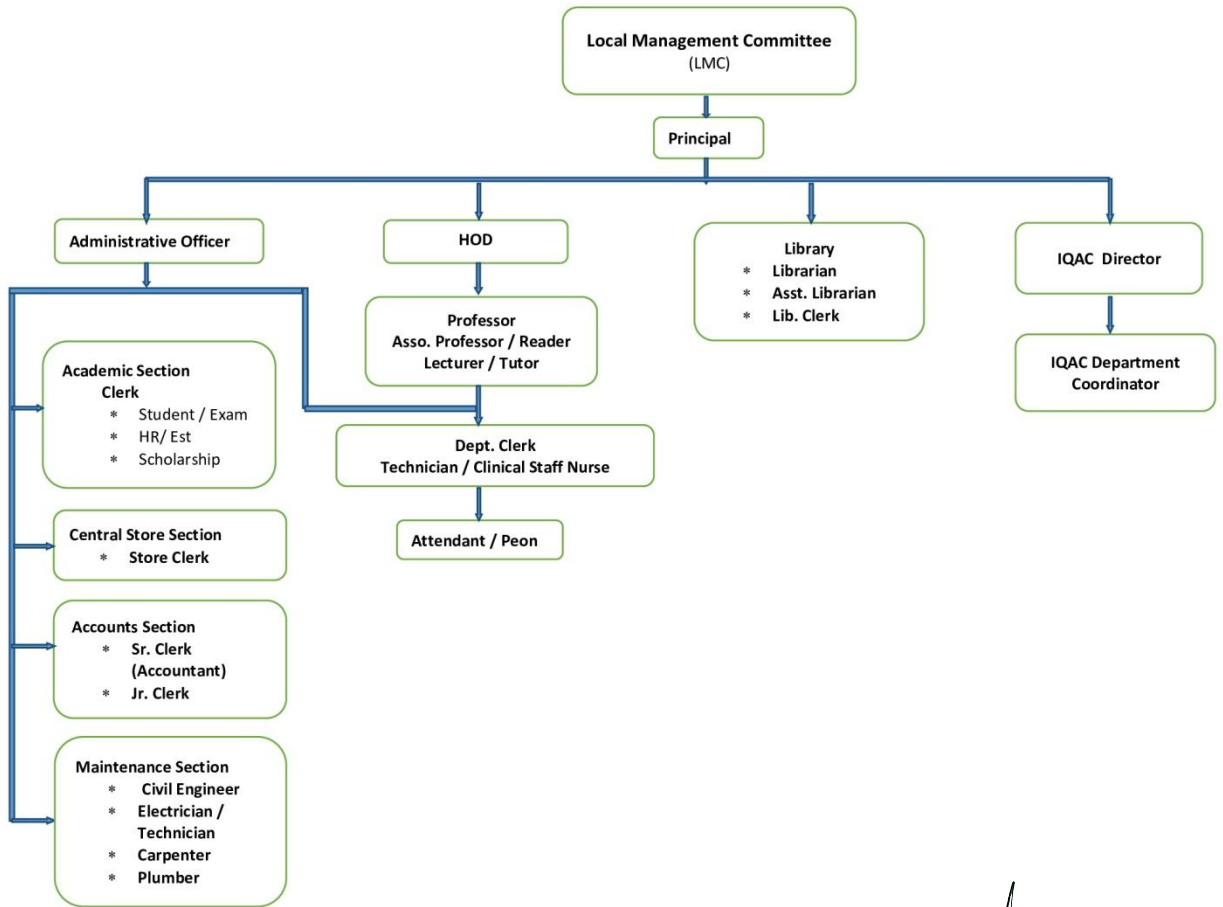 Local Management Committee
(LMC)
Principal
Administrative Officer
HOD
Library
* Librarian
* Asst. Librarian
* Lib. Clerk
IQAC Director
Professor
Asso. Professor / Reader
Lecturer / Tutor
IQAC Department
Coordinator
Academic Section
Clerk
* Student / Exam
* HR/ Est
* Scholarship
Dept. Clerk
Technician / Clinical Staff Nurse
Attendant / Peon
Central Store Section
* Store Clerk
Accounts Section
* Sr. Clerk
(Accountant)
* Jr. Clerk
Maintenance Section
* Civil Engineer
* Electrician /
Technician
* Carpenter
* Plumber